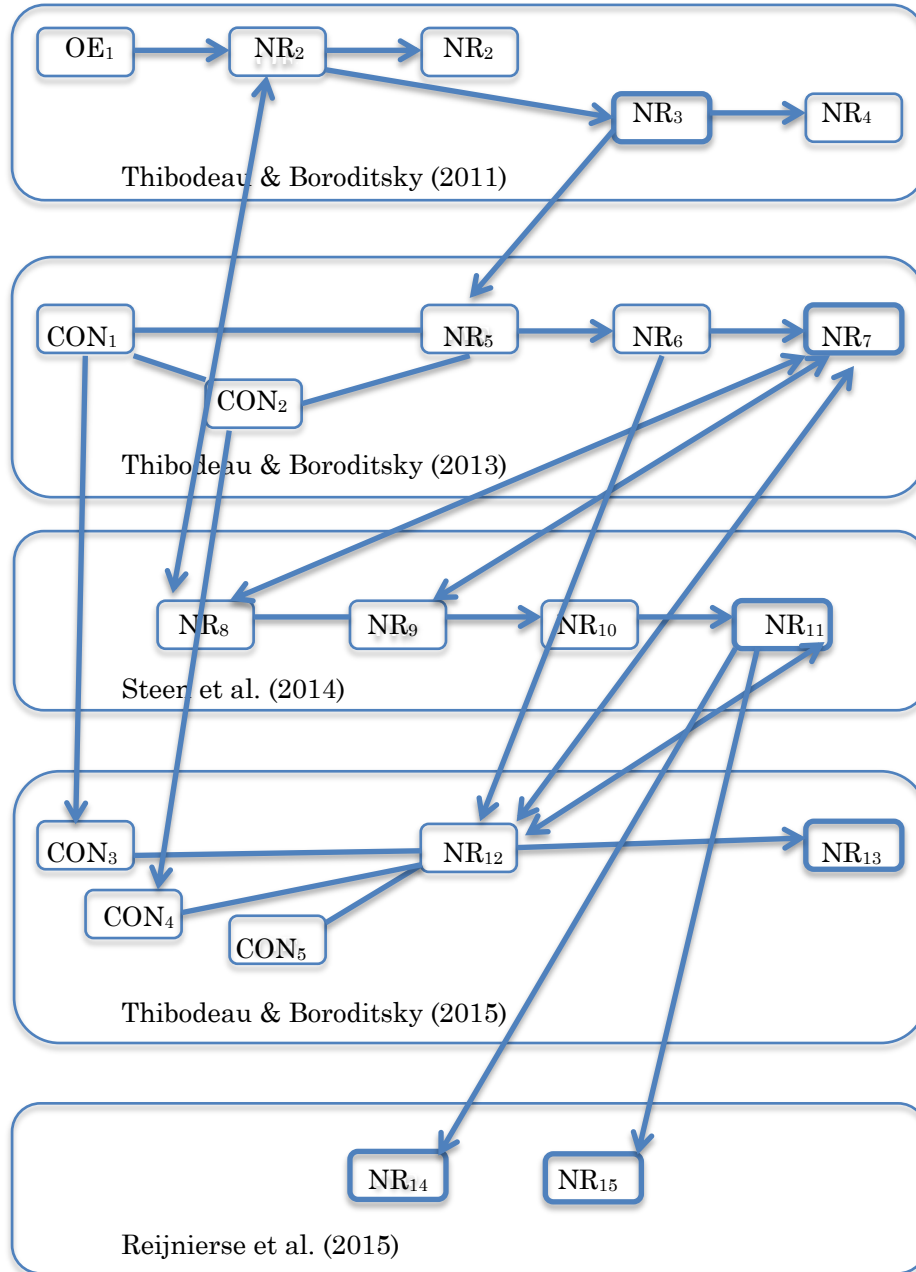 OE₁ NR₂ NR₂
NR₃ NR₄
Thibodeau & Boroditsky (2011)
CON₁ NR₅ NR₆ NR₇
CON₂
Thibodeau & Boroditsky (2013)
NR₈ NR₉ NR₁₀ NR₁₁
Steen et al. (2014)
CON₃ NR₁₂ NR₁₃
CON₄
CON₅
Thibodeau & Boroditsky (2015)
NR₁₄ NR₁₅
Reijnierse et al. (2015)